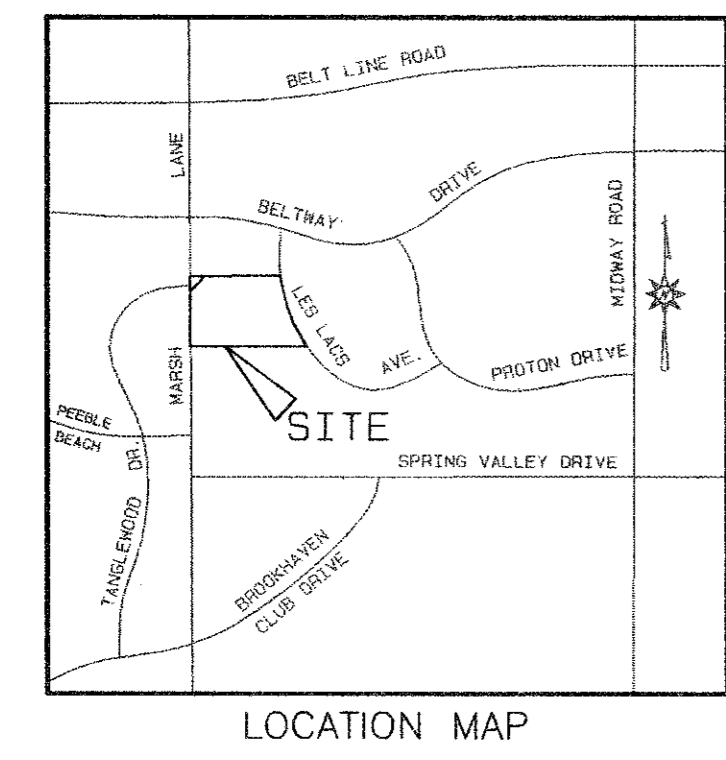 BELT LINE ROAD
LANE
BELTWAY
DRIVE
MIDWAY ROAD
LES LACS
AVE.
PROTON DRIVE
MARSH
SITE
PEEBLE
BEACH
DR.
TANGLEWOOD
SPRING VALLEY DRIVE
BROOKHAVEN
CLUB DRIVE
LOCATION MAP